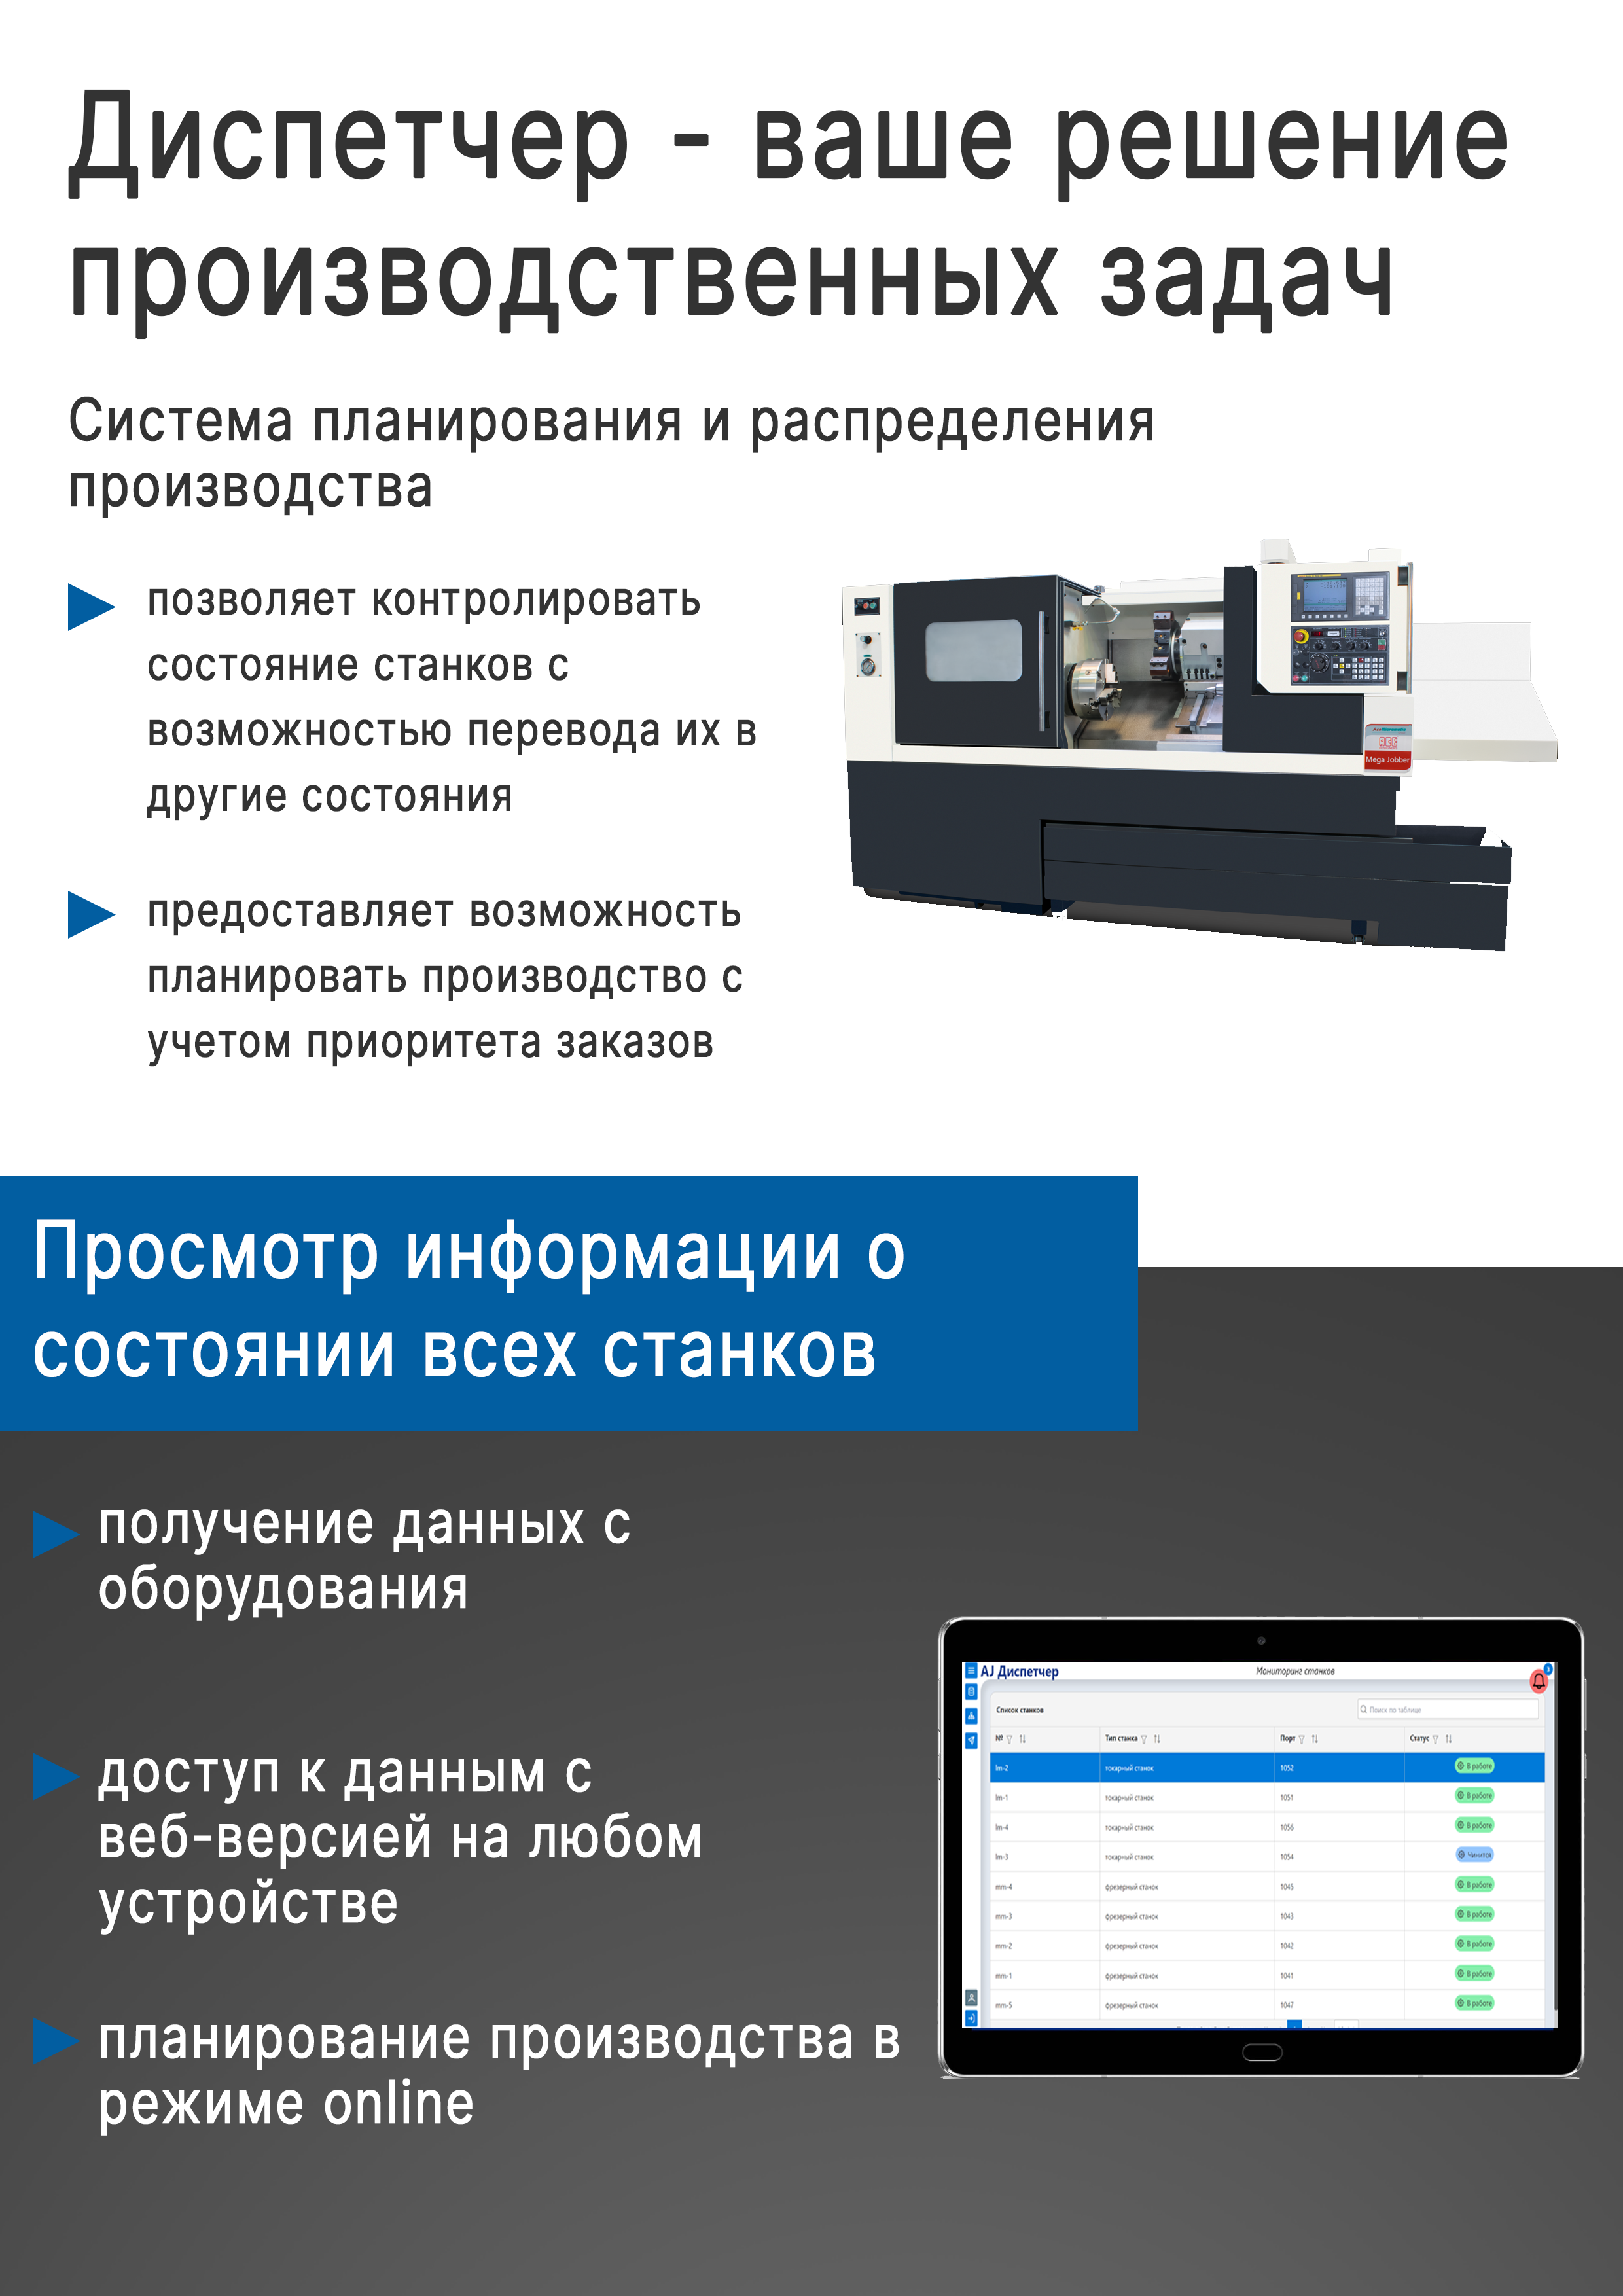 Диспетчер - ваше решение
производственных задач
Система планирования и распределения
производства
позволяет контролировать
состояние станков с
возможностью перевода их в
другие состояния
предоставляет возможность
планировать производство с
учетом приоритета заказов
Mega Jobber
Просмотр информации о
состоянии всех станков
получение данных с
оборудования
доступ к данным с
веб-версией на любом
устройстве
планирование производства в
режиме online
AJ Диспетчер Мониторинг станков
Список станков Поиск по таблице
№ Тип станка Порт Статус
lm-2 токарный станок 1052 В работе
lm-1 токарный станок 1051 В работе
lm-4 токарный станок 1056 В работе
lm-3 токарный станок 1054 Чинится
mm-4 фрезерный станок 1045 В работе
mm-3 фрезерный станок 1043 В работе
mm-2 фрезерный станок 1042 В работе
mm-1 фрезерный станок 1041 В работе
mm-5 фрезерный станок 1047 В работе